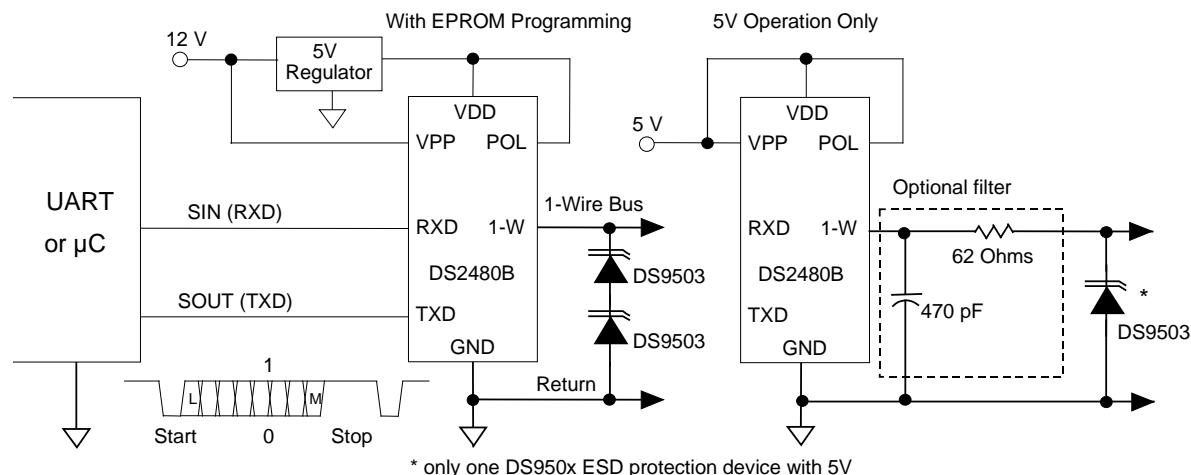 With EPROM Programming
5V Operation Only
12 V
5V
Regulator
VDD
VPP
POL
UART
or µC
SIN (RXD)
RXD
1-W
1-Wire Bus
DS2480B
DS9503
SOUT (TXD)
TXD
DS9503
GND
Return
1
L
M
Start
0
Stop
VDD
5 V
VPP
POL
Optional filter
RXD
1-W
62 Ohms
DS2480B
470 pF
*
DS9503
TXD
GND
* only one DS950x ESD protection device with 5V